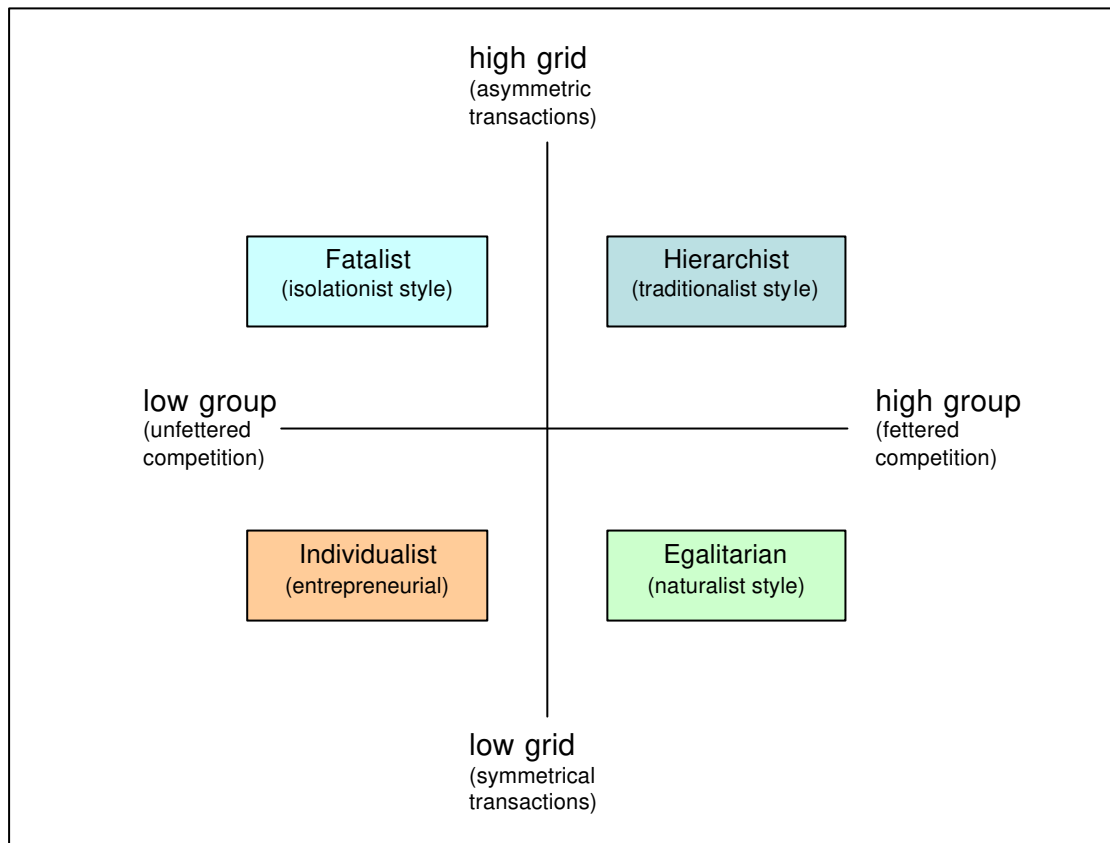 high grid
(asymmetric
transactions)
Fatalist
(isolationist style)
Hierarchist
(traditionalist style)
low group
(unfettered
competition)
high group
(fettered
competition)
Individualist
(entrepreneurial)
Egalitarian
(naturalist style)
low grid
(symmetrical
transactions)